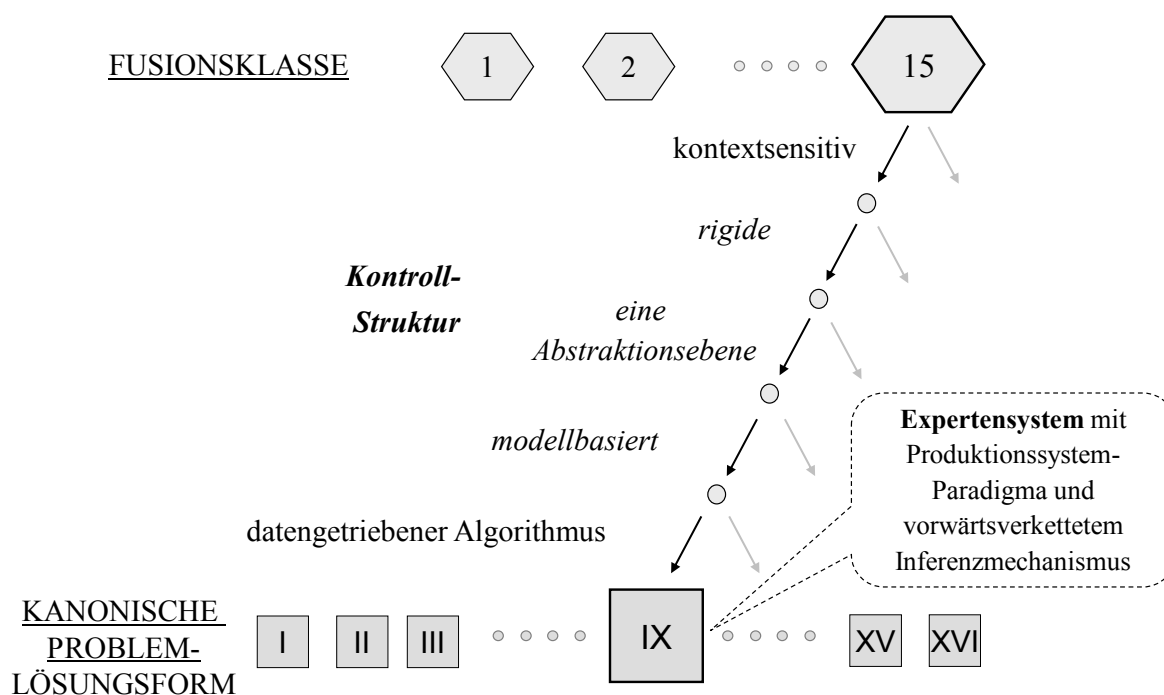 FUSIONSKLASSE
1
2
15
kontextsensitiv
rigide
Kontroll-
Struktur
eine
Abstraktionsebene
modellbasiert
datengetriebener Algorithmus
Expertensystem mit
Produktionssystem-
Paradigma und
vorwärtsverkettetem
Inferenzmechanismus
KANONISCHE
PROBLEM-
LÖSUNGSFORM
I
II
III
IX
XV
XVI